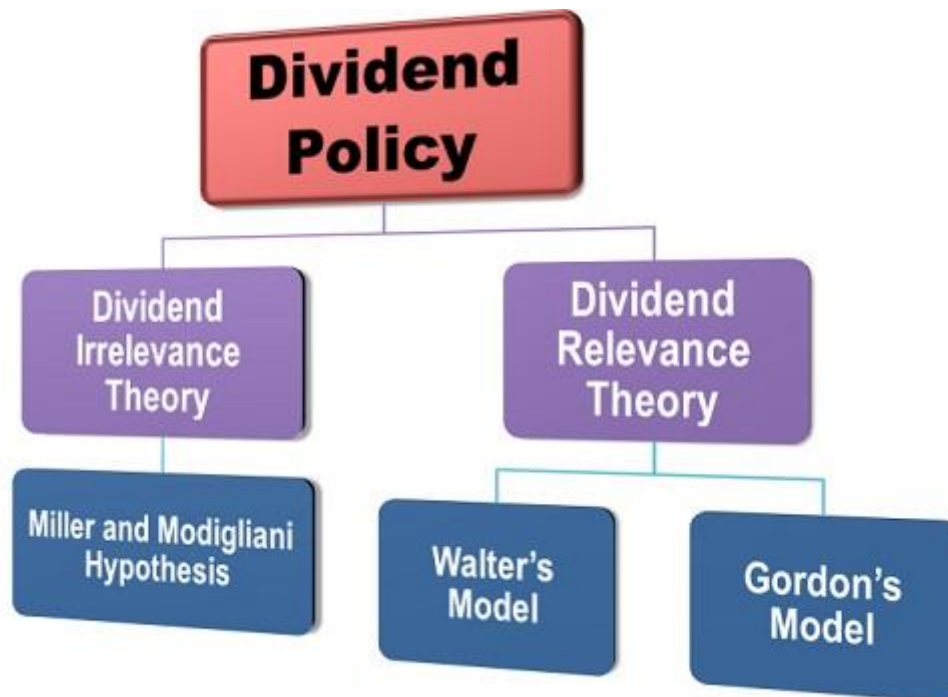 Dividend
Policy
Dividend
Irrelevance
Theory
Dividend
Relevance
Theory
Miller and Modigliani
Hypothesis
Walter's
Model
Gordon's
Model